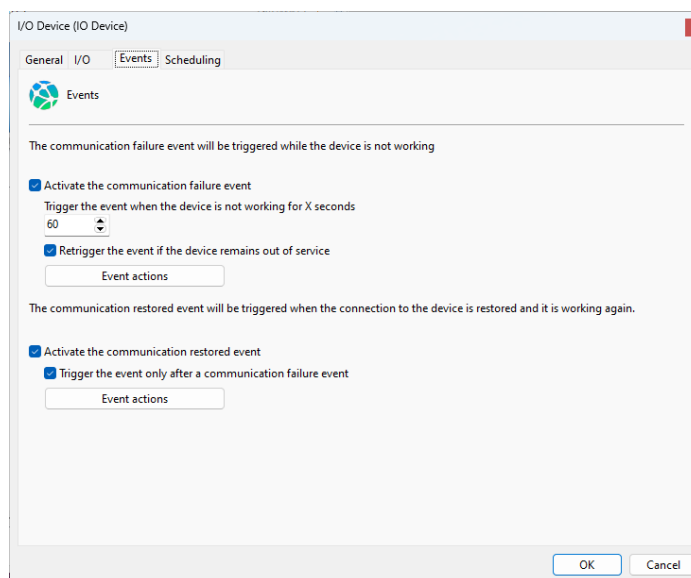 I/O Device (IO Device)
General I/O Events Scheduling
Events
The communication failure event will be triggered while the device is not working
Activate the communication failure event
Trigger the event when the device is not working for X seconds
60
Retrigger the event if the device remains out of service
Event actions
The communication restored event will be triggered when the connection to the device is restored and it is working again.
Activate the communication restored event
Trigger the event only after a communication failure event
Event actions
OK Cancel